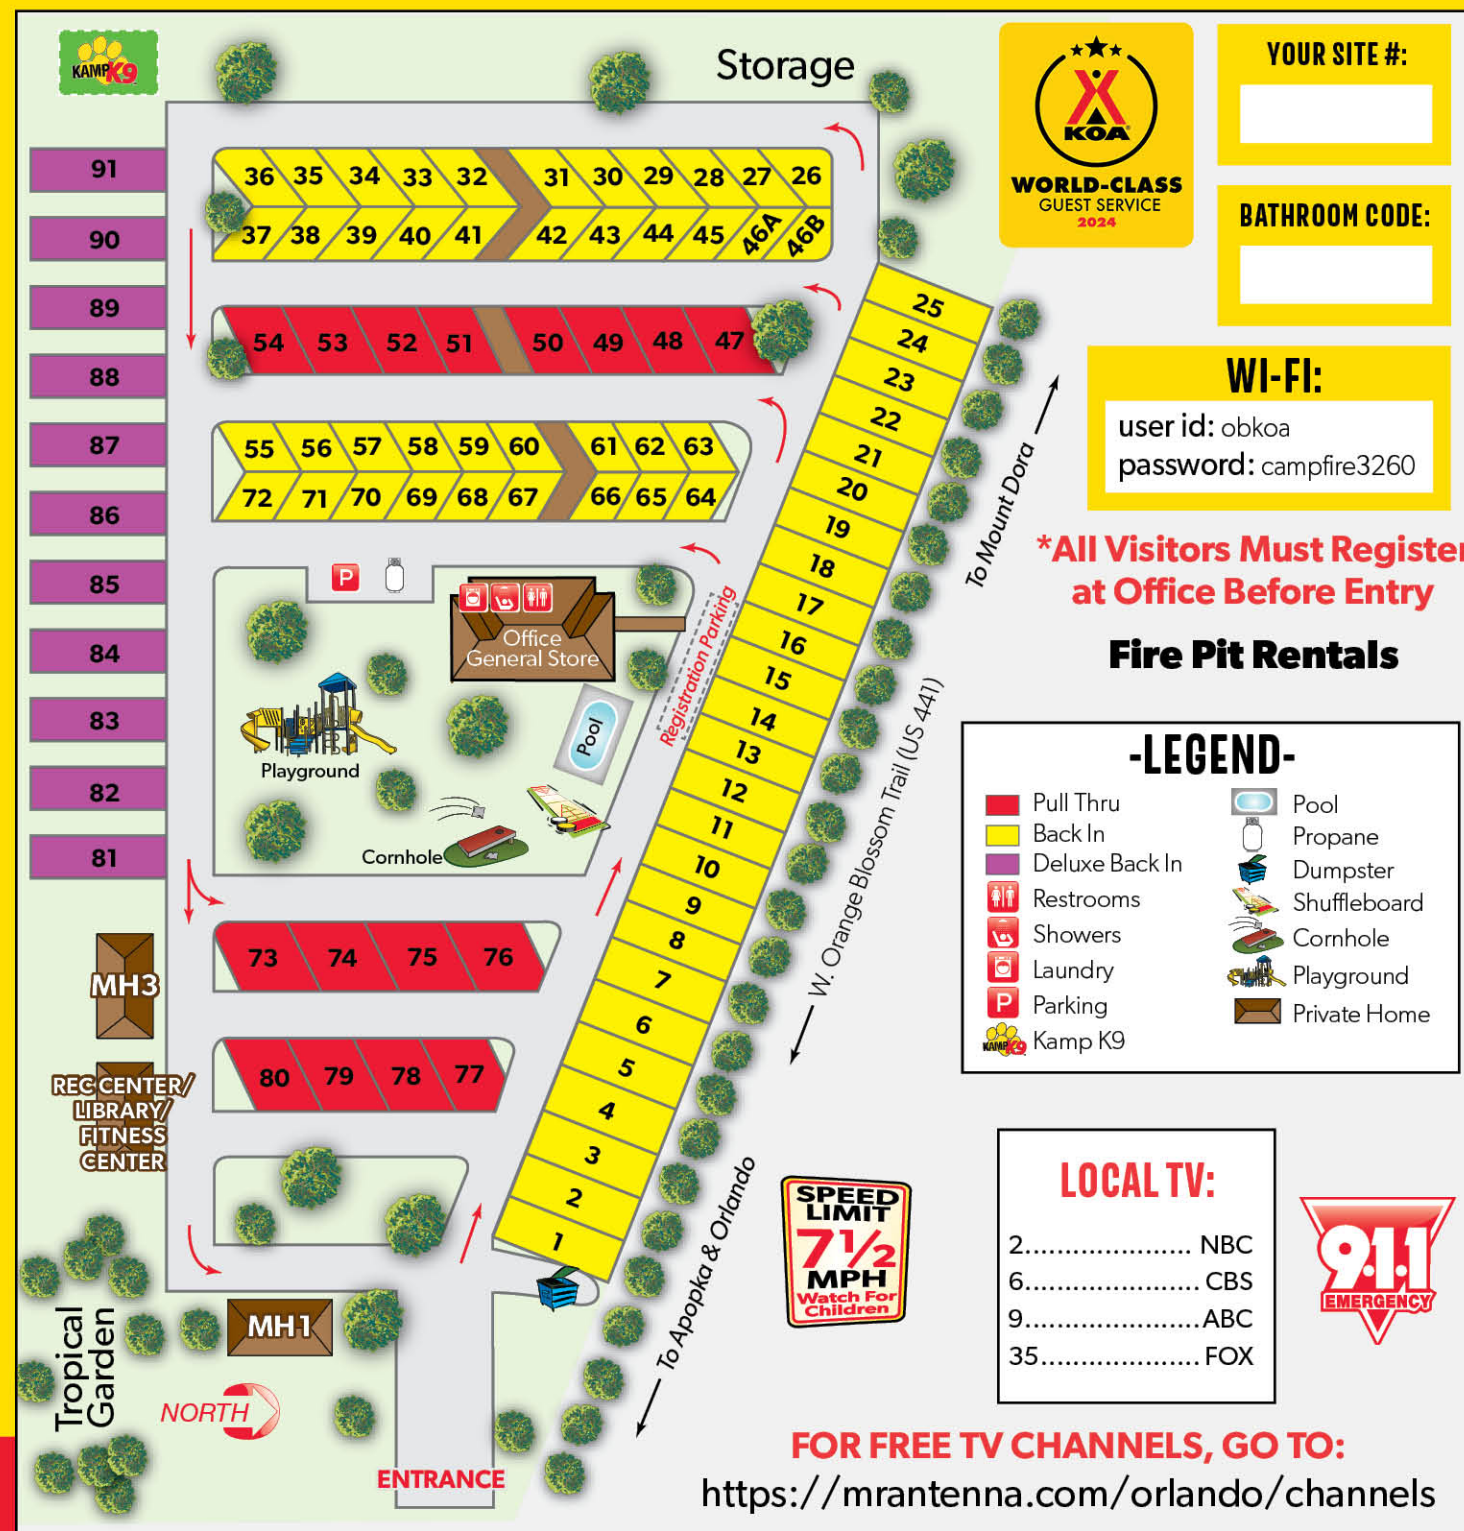 KAMP K9
Storage
KOA
WORLD-CLASS
GUEST SERVICE
2024
YOUR SITE #:
BATHROOM CODE:
WI-FI:
user id: obkoa
password: campfire3260
*All Visitors Must Register
at Office Before Entry
Fire Pit Rentals
91
90
89
88
87
86
85
84
83
82
81
36 35 34 33 32 31 30 29 28 27 26
37 38 39 40 41 42 43 44 45 46A 46B
54 53 52 51 50 49 48 47
55 56 57 58 59 60 61 62 63
72 71 70 69 68 67 66 65 64
25
24
23
22
21
20
19
18
17
16
15
14
13
12
11
10
9
8
7
6
5
4
3
2
1
P
Office
General Store
Registration Parking
Pool
Playground
Cornhole
73 74 75 76
80 79 78 77
MH3
REC CENTER/
LIBRARY/
FITNESS
CENTER
MH1
Tropical
Garden
NORTH
ENTRANCE
To Mount Dora
W. Orange Blossom Trail (US 441)
To Apopka & Orlando
-LEGEND-
Pull Thru
Back In
Deluxe Back In
Restrooms
Showers
Laundry
P Parking
KAMP K9 Kamp K9
Pool
Propane
Dumpster
Shuffleboard
Cornhole
Playground
Private Home
SPEED
LIMIT
7½
MPH
Watch For
Children
LOCAL TV:
2..................... NBC
6.....................CBS
9.....................ABC
35...................FOX
9.1.1
EMERGENCY
FOR FREE TV CHANNELS, GO TO:
https://mrantenna.com/orlando/channels